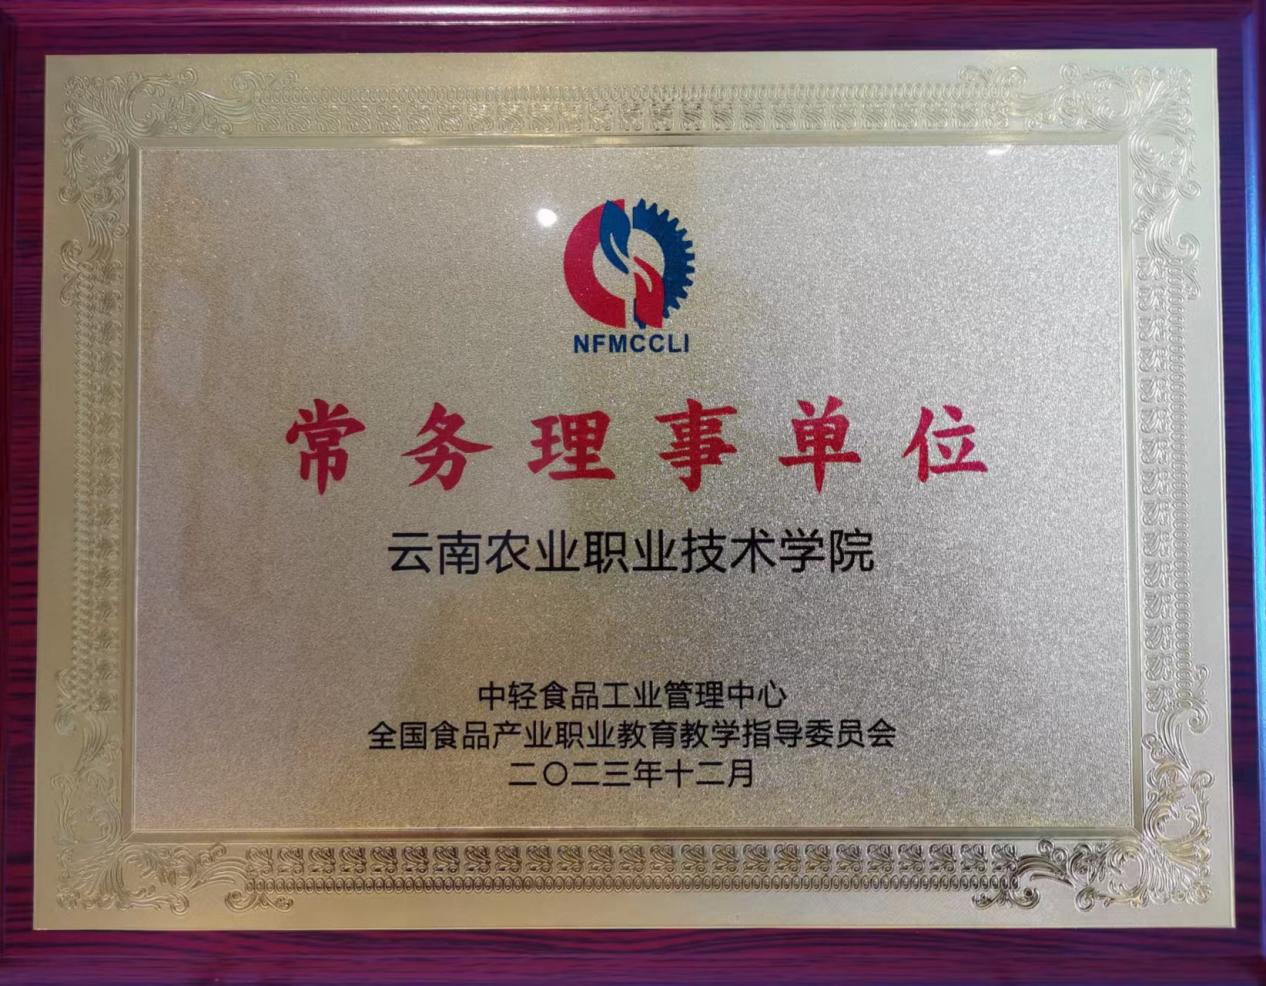 NFMCCLI
常务理事单位
云南农业职业技术学院
中轻食品工业管理中心
全国食品产业职业教育教学指导委员会
二〇二三年十二月